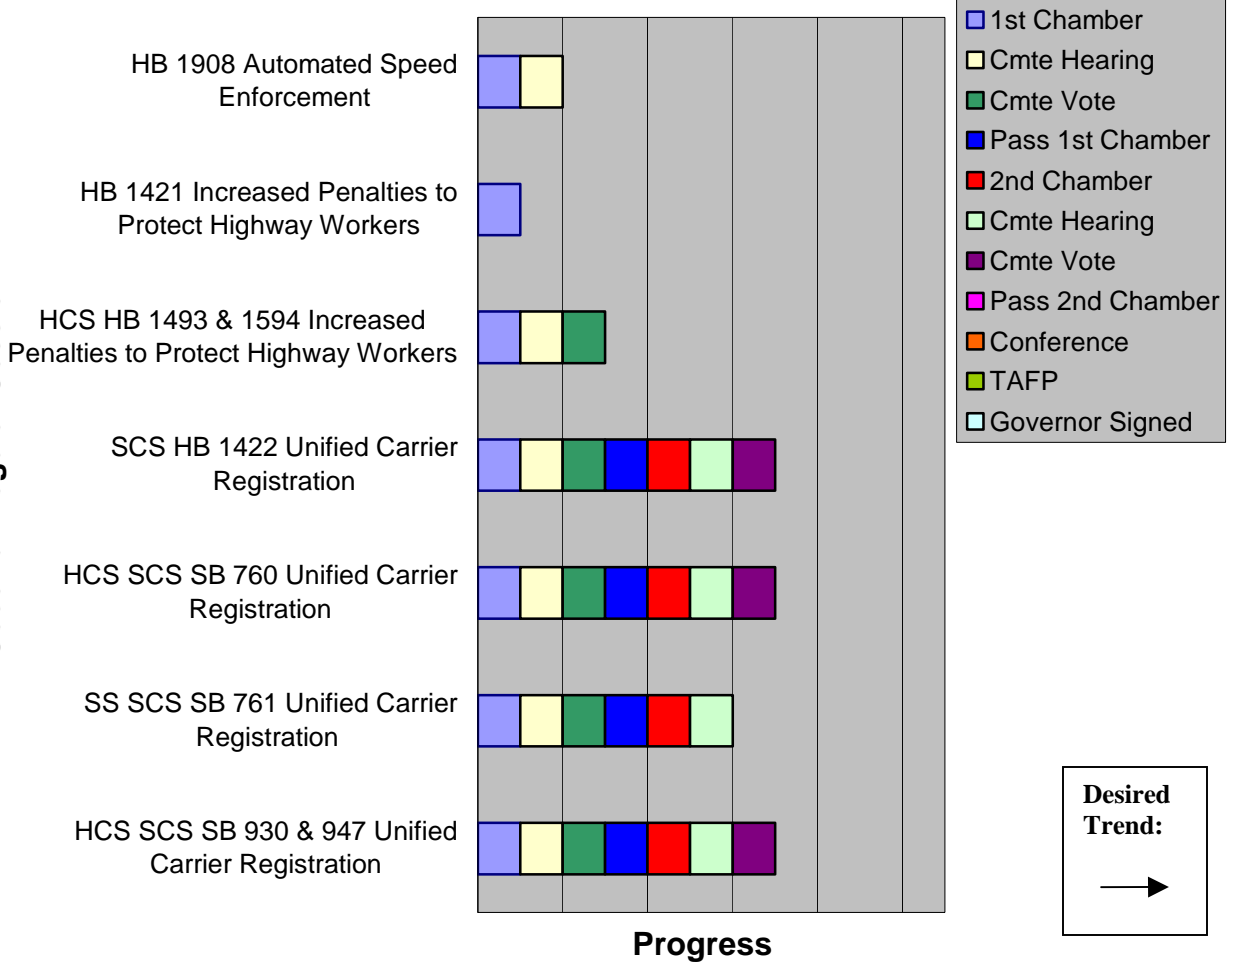 HB 1908 Automated Speed
Enforcement
HB 1421 Increased Penalties to
Protect Highway Workers
HCS HB 1493 & 1594 Increased
Penalties to Protect Highway Workers
SCS HB 1422 Unified Carrier
Registration
HCS SCS SB 760 Unified Carrier
Registration
SS SCS SB 761 Unified Carrier
Registration
HCS SCS SB 930 & 947 Unified
Carrier Registration
Progress
1st Chamber
Cmte Hearing
Cmte Vote
Pass 1st Chamber
2nd Chamber
Cmte Hearing
Cmte Vote
Pass 2nd Chamber
Conference
TAFP
Governor Signed
Desired
Trend: